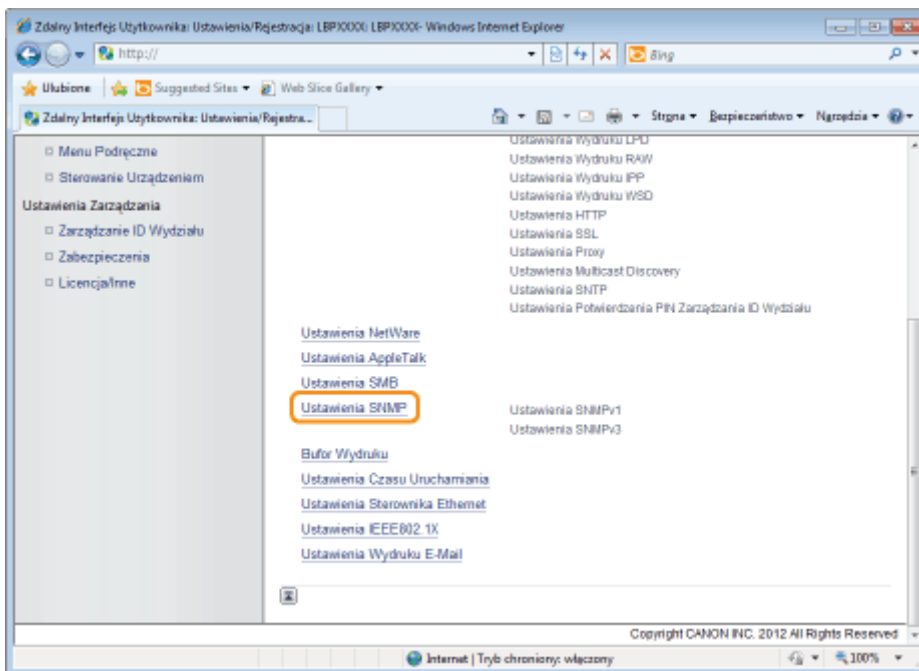 Zdalny Interfejs Użytkownika: Ustawienia/Rejestracja: LBPXXXX: LBPXXXX- Windows Internet Explorer
http://
Bing
Ulubione Suggested Sites Web Slice Gallery
Zdalny Interfejs Użytkownika: Ustawienia/Rejestra... Strona Bezpieczeństwo Narzędzia
Menu Podręczne
Sterowanie Urządzeniem
Ustawienia Zarządzania
Zarządzanie ID Wydziału
Zabezpieczenia
Licencja/Inne
Ustawienia Wydruku LPD
Ustawienia Wydruku RAW
Ustawienia Wydruku IPP
Ustawienia Wydruku WSD
Ustawienia HTTP
Ustawienia SSL
Ustawienia Proxy
Ustawienia Multicast Discovery
Ustawienia SNTP
Ustawienia Potwierdzania PIN Zarządzania ID Wydziału
Ustawienia NetWare
Ustawienia AppleTalk
Ustawienia SMB
Ustawienia SNMP
Ustawienia SNMPv1
Ustawienia SNMPv3
Bufor Wydruku
Ustawienia Czasu Uruchamiania
Ustawienia Sterownika Ethernet
Ustawienia IEEE802.1X
Ustawienia Wydruku E-Mail
Copyright CANON INC. 2012 All Rights Reserved
Internet | Tryb chroniony: włączony 100%